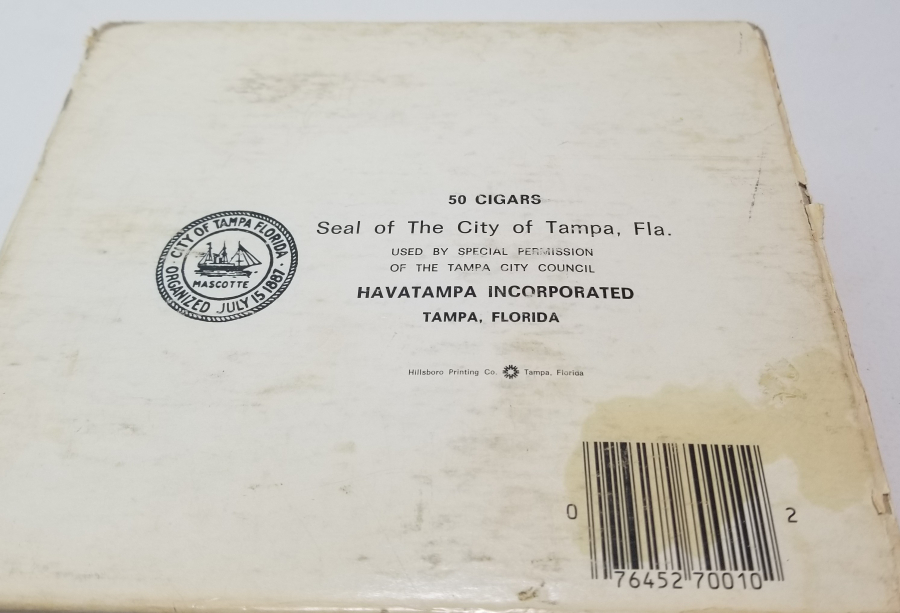 50 CIGARS
Seal of The City of Tampa, Fla.
USED BY SPECIAL PERMISSION
OF THE TAMPA CITY COUNCIL
HAVATAMPA INCORPORATED
TAMPA, FLORIDA
CITY OF TAMPA FLORIDA
MASCOTTE
ORGANIZED JULY 15 1887
Hillsboro Printing Co. Tampa, Florida
0 76452 70010 2